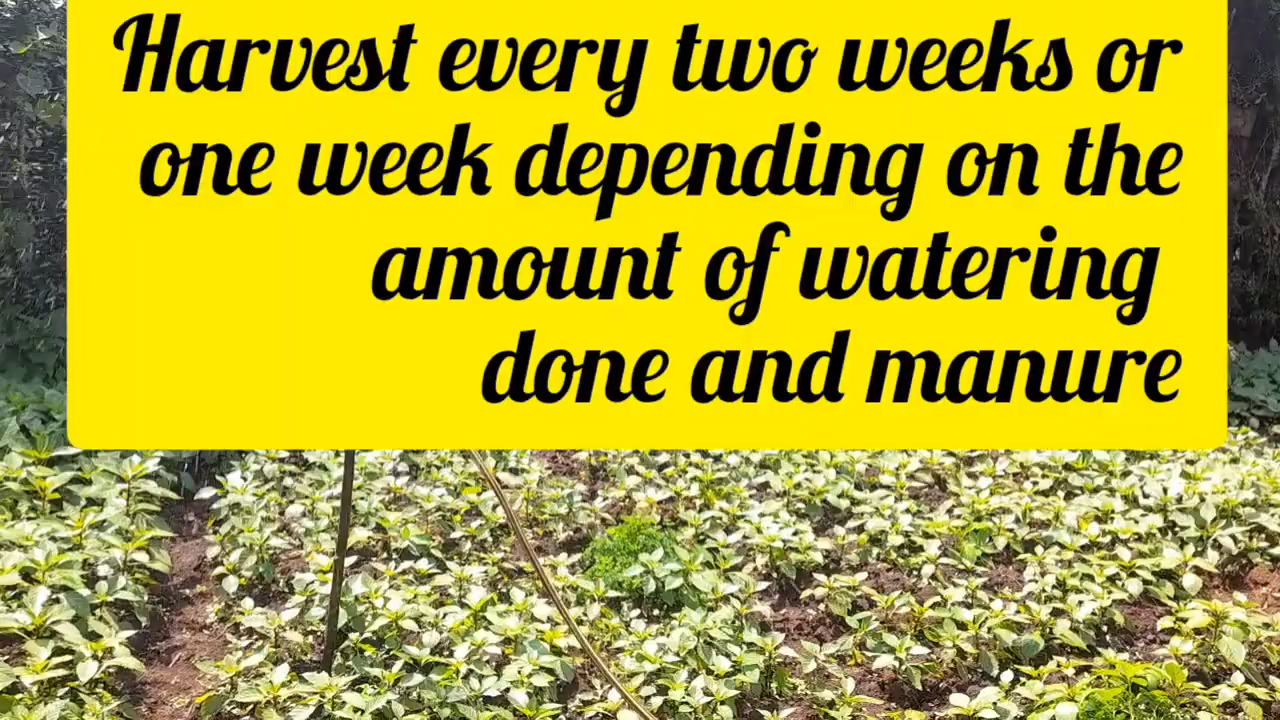 Harvest every two weeks or
one week depending on the
amount of watering
done and manure